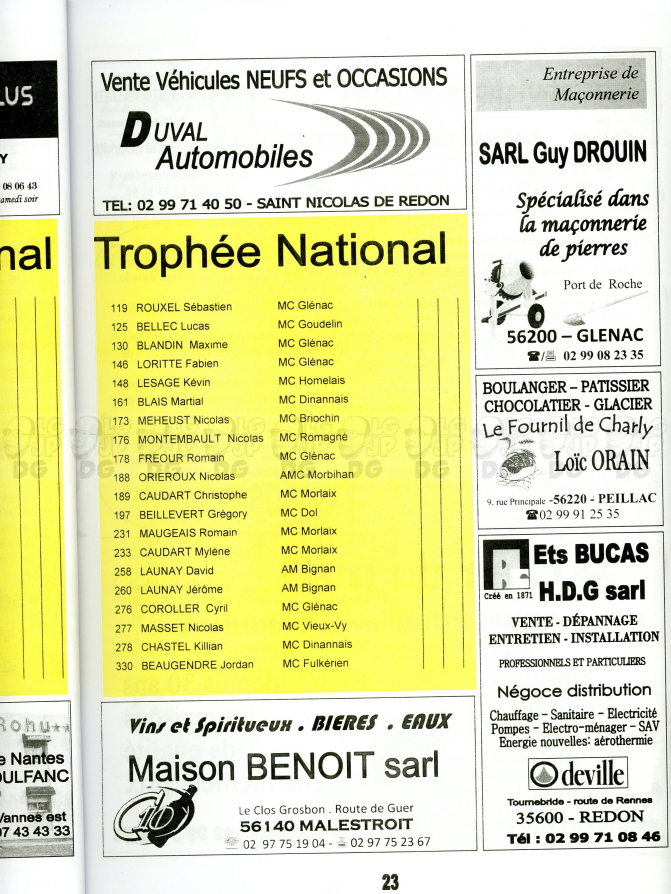 LUS
Y
08 06 43
samedi soir
nal
Rohu**
e Nantes
OULFANC
Vannes est
97 43 43 33
Vente Véhicules NEUFS et OCCASIONS
DUVAL
Automobiles
TEL: 02 99 71 40 50 - SAINT NICOLAS DE REDON
Trophée National
119 ROUXEL Sébastien MC Glénac
125 BELLEC Lucas MC Goudelin
130 BLANDIN Maxime MC Glénac
146 LORITTE Fabien MC Glénac
148 LESAGE Kévin MC Homelais
161 BLAIS Martial MC Dinannais
173 MEHEUST Nicolas MC Briochin
176 MONTEMBAULT Nicolas MC Romagné
178 FREOUR Romain MC Glénac
188 ORIEROUX Nicolas AMC Morbihan
189 CAUDART Christophe MC Morlaix
197 BEILLEVERT Grégory MC Dol
231 MAUGEAIS Romain MC Morlaix
233 CAUDART Mylène MC Morlaix
258 LAUNAY David AM Bignan
260 LAUNAY Jérôme AM Bignan
276 COROLLER Cyril MC Glénac
277 MASSET Nicolas MC Vieux-Vy
278 CHASTEL Killian MC Dinannais
330 BEAUGENDRE Jordan MC Fulkérien
Vins et Spiritueux . BIERES . EAUX
Maison BENOIT sarl
Le Clos Grosbon . Route de Guer
56140 MALESTROIT
02 97 75 19 04 - 02 97 75 23 67
Entreprise de
Maçonnerie
SARL Guy DROUIN
Spécialisé dans
la maçonnerie
de pierres
Port de Roche
56200 – GLENAC
☎/ 02 99 08 23 35
BOULANGER – PATISSIER
CHOCOLATIER - GLACIER
Le Fournil de Charly
Loïc ORAIN
9, rue Principale -56220 - PEILLAC
☎02 99 91 25 35
Ets BUCAS
Créé en 1871 H.D.G sarl
VENTE - DÉPANNAGE
ENTRETIEN - INSTALLATION
PROFESSIONNELS ET PARTICULIERS
Négoce distribution
Chauffage – Sanitaire – Electricité
Pompes – Electro-ménager – SAV
Energie nouvelles: aérothermie
deville
Tournebride - route de Rennes
35600 - REDON
Tél : 02 99 71 08 46
23